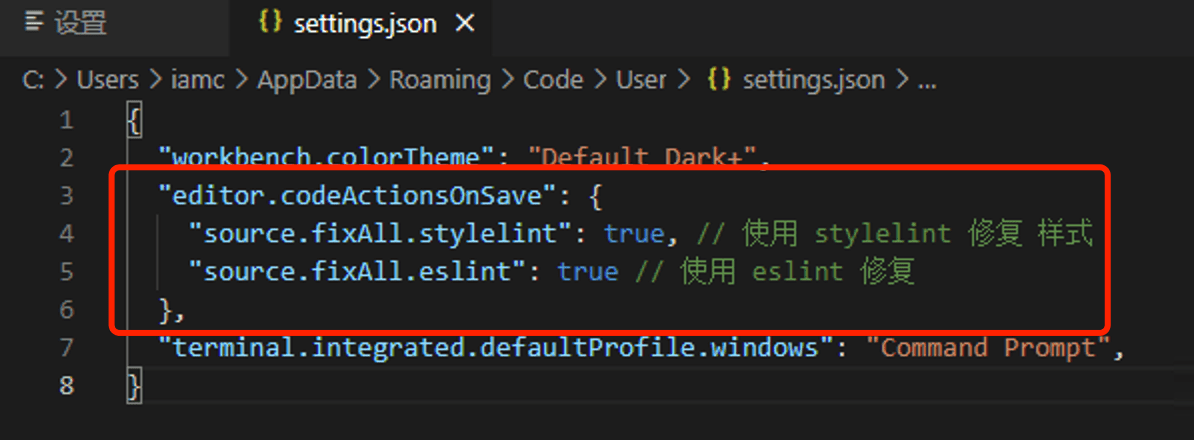 设置 {} settings.json ×
C: > Users > iamc > AppData > Roaming > Code > User > {} settings.json > ...
1 {
2 "workbench.colorTheme": "Default Dark+",
3 "editor.codeActionsOnSave": {
4 "source.fixAll.stylelint": true, // 使用 stylelint 修复 样式
5 "source.fixAll.eslint": true // 使用 eslint 修复
6 },
7 "terminal.integrated.defaultProfile.windows": "Command Prompt",
8 }